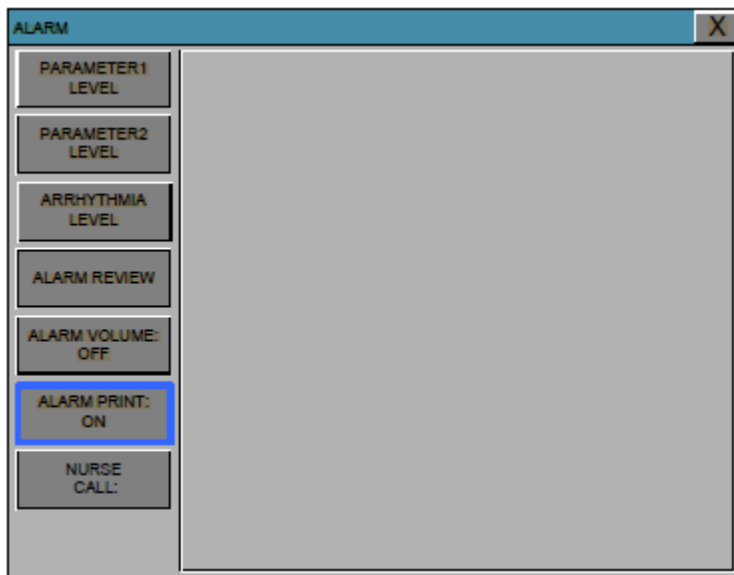 ALARM
X
PARAMETER1
LEVEL
PARAMETER2
LEVEL
ARRHYTHMIA
LEVEL
ALARM REVIEW
ALARM VOLUME:
OFF
ALARM PRINT:
ON
NURSE
CALL: